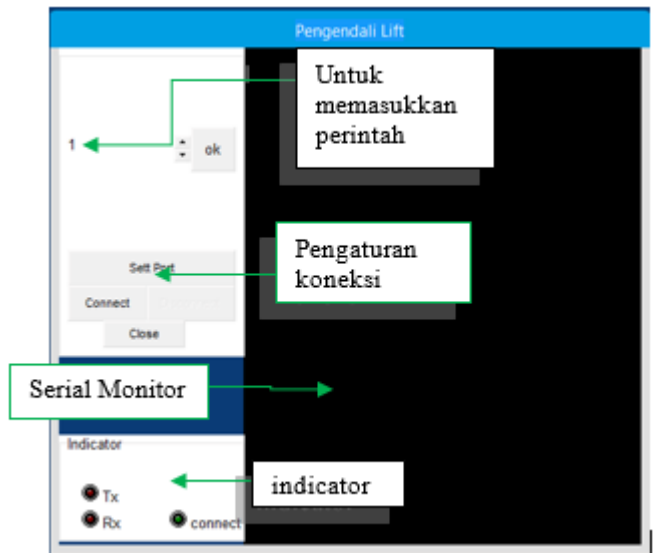 Pengendali Lift
Untuk
memasukkan
perintah
1
ok
Pengaturan
koneksi
Sett Port
Connect
Close
Serial Monitor
Indicator
indicator
Tx
Rx
connect